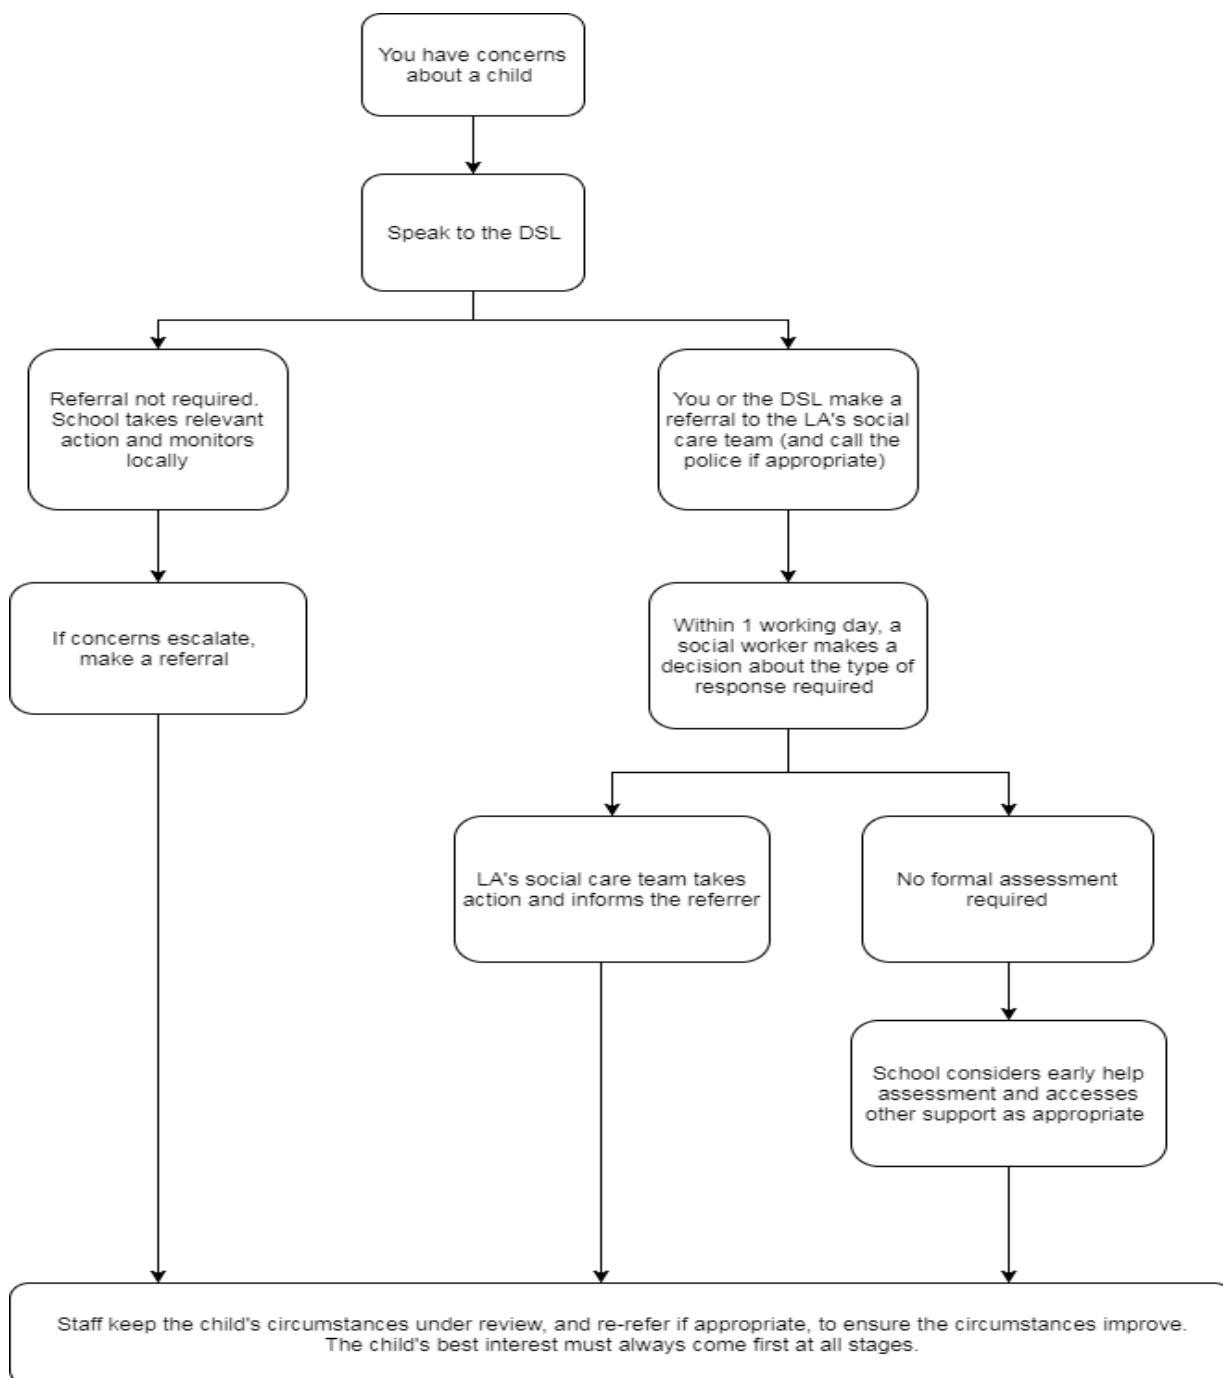 You have concerns
about a child
Speak to the DSL
Referral not required.
School takes relevant
action and monitors
locally
You or the DSL make a
referral to the LA's social
care team (and call the
police if appropriate)
If concerns escalate,
make a referral
Within 1 working day, a
social worker makes a
decision about the type of
response required
LA's social care team takes
action and informs the referrer
No formal assessment
required
School considers early help
assessment and accesses
other support as appropriate
Staff keep the child's circumstances under review, and re-refer if appropriate, to ensure the circumstances improve.
The child's best interest must always come first at all stages.